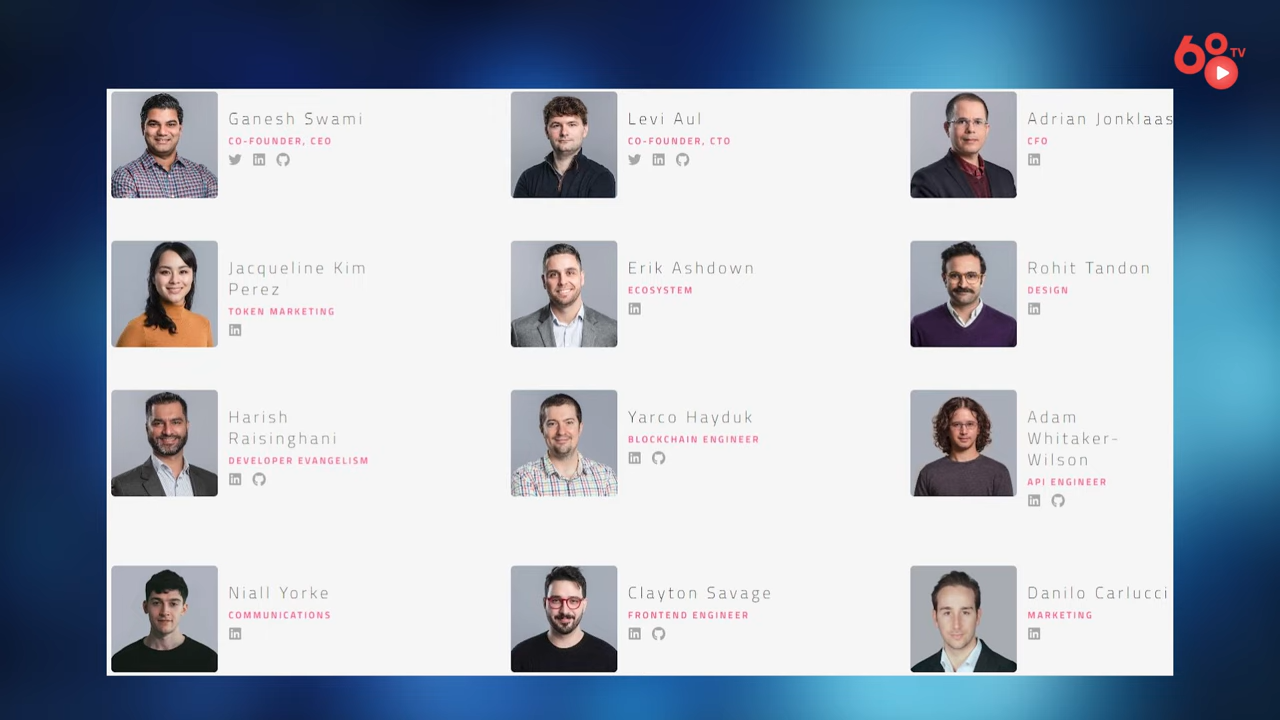 68 TV
Ganesh Swami
CO-FOUNDER, CEO
Levi Aul
CO-FOUNDER, CTO
Adrian Jonklaas
CFO
Jacqueline Kim
Perez
TOKEN MARKETING
Erik Ashdown
ECOSYSTEM
Rohit Tandon
DESIGN
Harish
Raisinghani
DEVELOPER EVANGELISM
Yarco Hayduk
BLOCKCHAIN ENGINEER
Adam
Whitaker-
Wilson
API ENGINEER
Niall Yorke
COMMUNICATIONS
Clayton Savage
FRONTEND ENGINEER
Danilo Carlucci
MARKETING